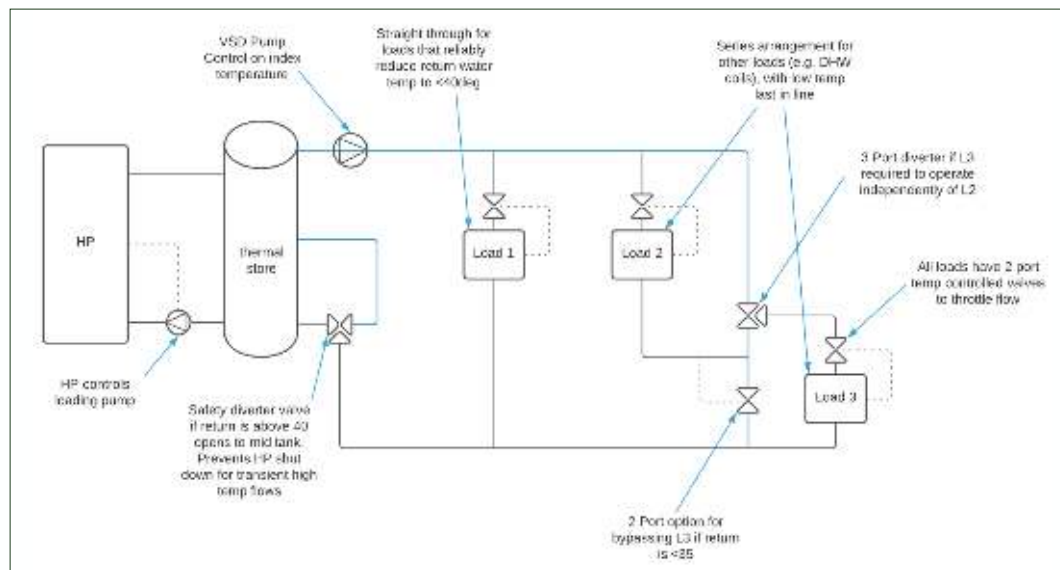 VSD Pump
Control on index
temperature
Straight through for
loads that reliably
reduce return water
temp to <40deg
Series arrangement for
other loads (e.g. DHW
coils), with low temp
last in line
3 Port diverter if L3
required to operate
independently of L2
HP
thermal
store
Load 1
Load 2
All loads have 2 port
temp controlled valves
to throttle flow
Load 3
HP controls
loading pump
Safety diverter valve
if return is above 40
opens to mid tank.
Prevents HP shut
down for transient high
temp flows
2 Port option for
bypassing L3 if return
is <35